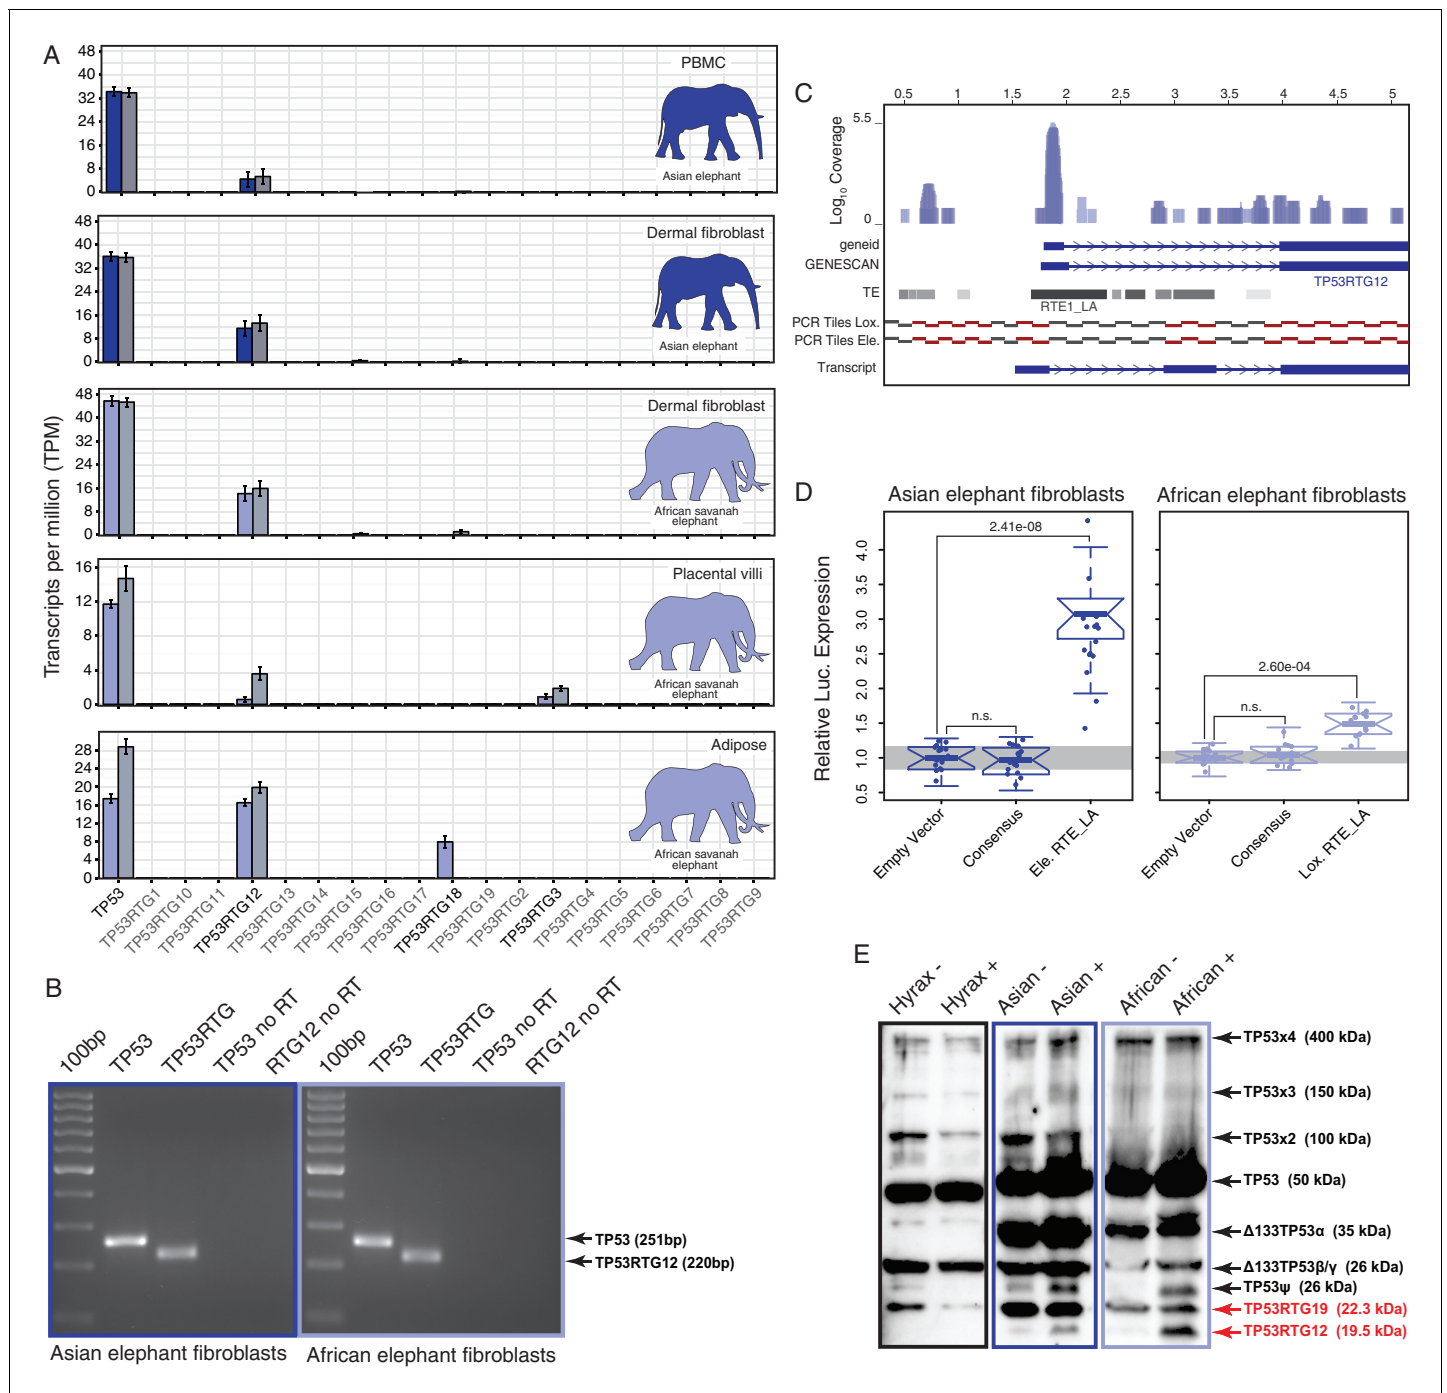 A
Transcripts per million (TPM)
48
40
32
24
16
8
0
PBMC
Asian elephant
48
40
32
24
16
8
0
Dermal fibroblast
Asian elephant
48
40
32
24
16
8
0
Dermal fibroblast
African savanah
elephant
16
12
8
4
0
Placental villi
African savanah
elephant
28
24
20
16
12
8
4
0
Adipose
African savanah
elephant
TP53
TP53RTG1
TP53RTG10
TP53RTG11
TP53RTG12
TP53RTG13
TP53RTG14
TP53RTG15
TP53RTG16
TP53RTG17
TP53RTG18
TP53RTG19
TP53RTG2
TP53RTG3
TP53RTG4
TP53RTG5
TP53RTG6
TP53RTG7
TP53RTG8
TP53RTG9
B
100bp
TP53
TP53RTG
TP53 no RT
RTG12 no RT
100bp
TP53
TP53RTG
TP53 no RT
RTG12 no RT
TP53 (251bp)
TP53RTG12 (220bp)
Asian elephant fibroblasts
African elephant fibroblasts
C
0.5 1 1.5 2 2.5 3 3.5 4 4.5 5
Log10 Coverage
5.5
0
geneid
GENESCAN
TP53RTG12
TE
RTE1_LA
PCR Tiles Lox.
PCR Tiles Ele.
Transcript
D
Asian elephant fibroblasts
African elephant fibroblasts
Relative Luc. Expression
4.0
3.5
3.0
2.5
2.0
1.5
1.0
0.5
2.41e-08
n.s.
2.60e-04
n.s.
Empty Vector
Consensus
Ele. RTE_LA
Empty Vector
Consensus
Lox. RTE_LA
E
Hyrax -
Hyrax +
Asian -
Asian +
African -
African +
TP53x4 (400 kDa)
TP53x3 (150 kDa)
TP53x2 (100 kDa)
TP53 (50 kDa)
Δ133TP53α (35 kDa)
Δ133TP53β/γ (26 kDa)
TP53ψ (26 kDa)
TP53RTG19 (22.3 kDa)
TP53RTG12 (19.5 kDa)